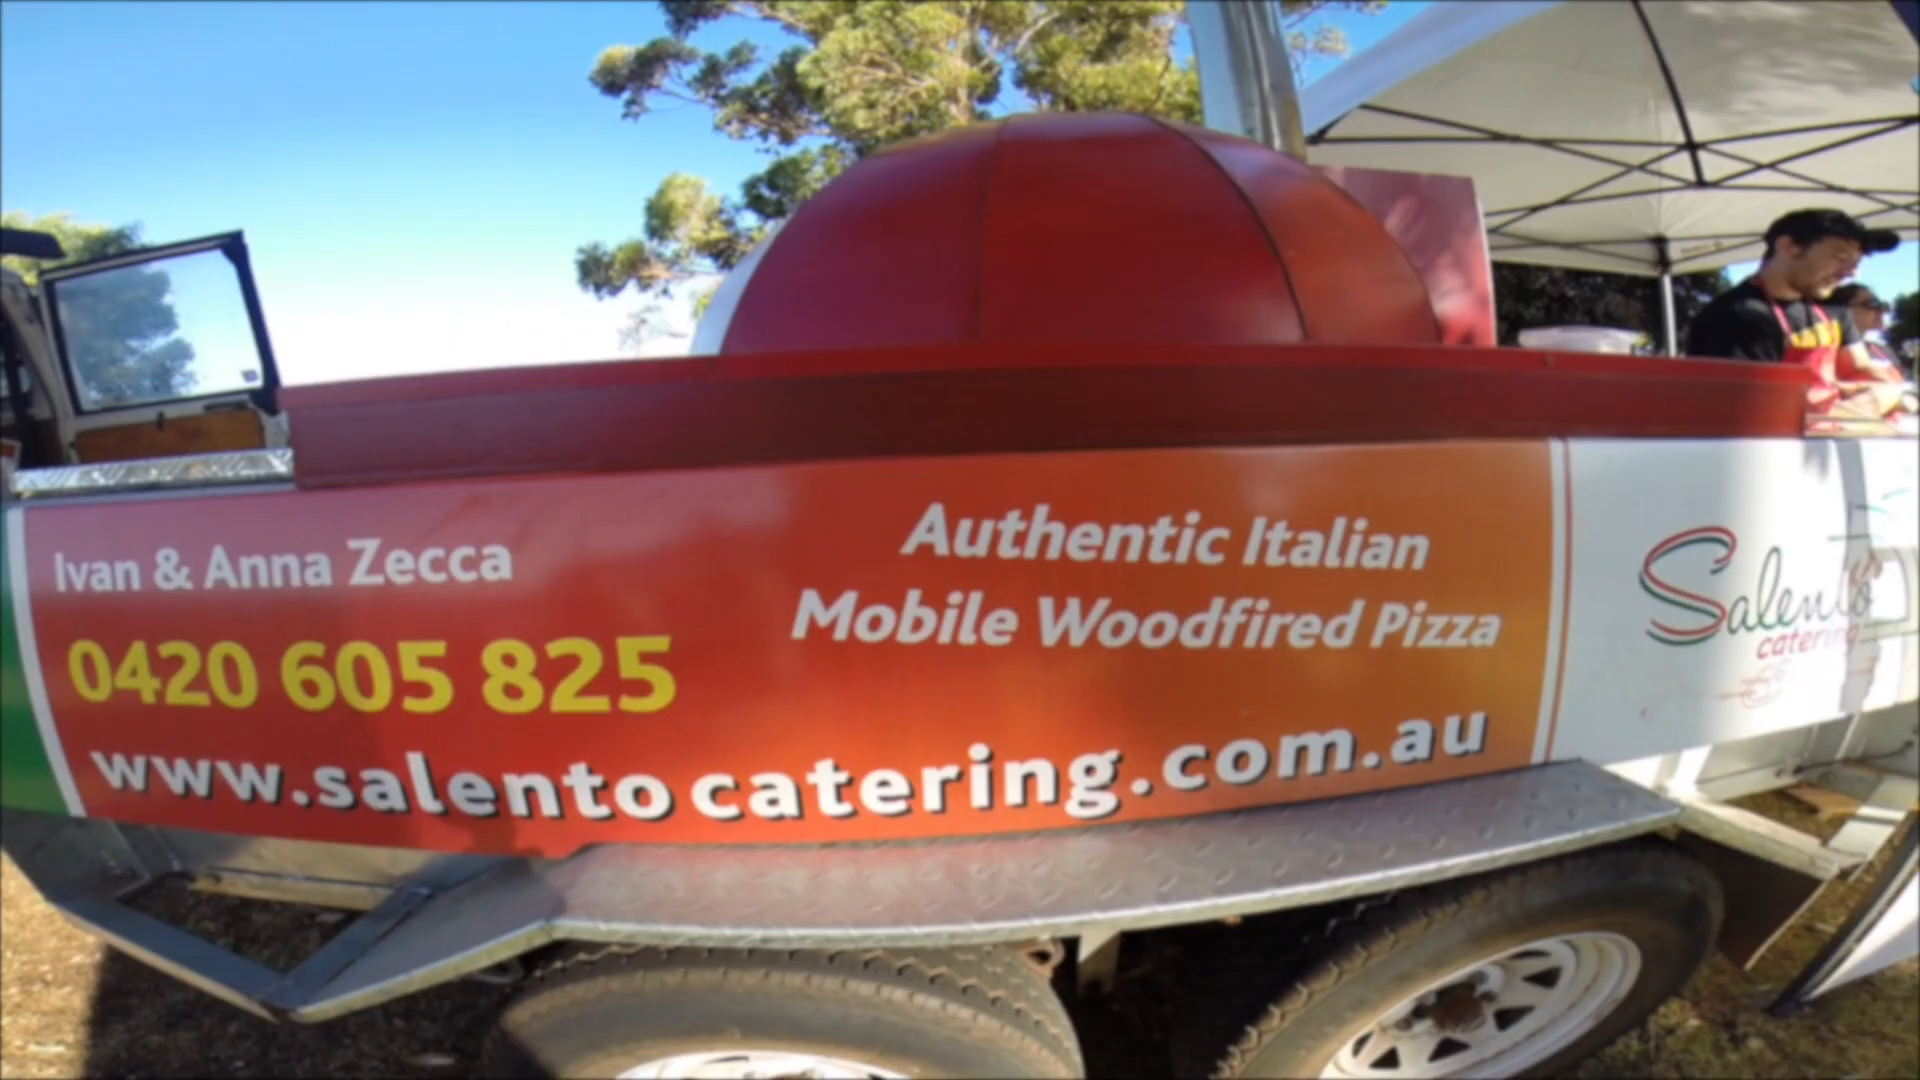 Ivan & Anna Zecca
0420 605 825
www.salentocatering.com.au
Authentic Italian
Mobile Woodfired Pizza
Salento
catering